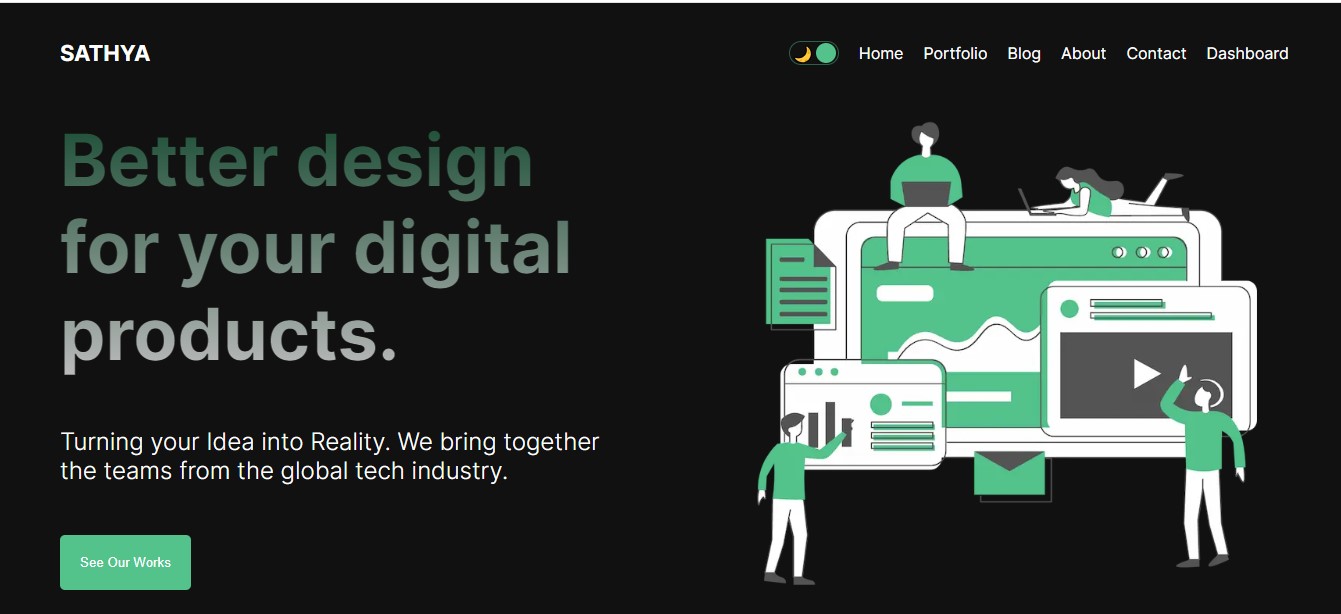 SATHYA
Home Portfolio Blog About Contact Dashboard
Better design
for your digital
products.
Turning your Idea into Reality. We bring together
the teams from the global tech industry.
See Our Works